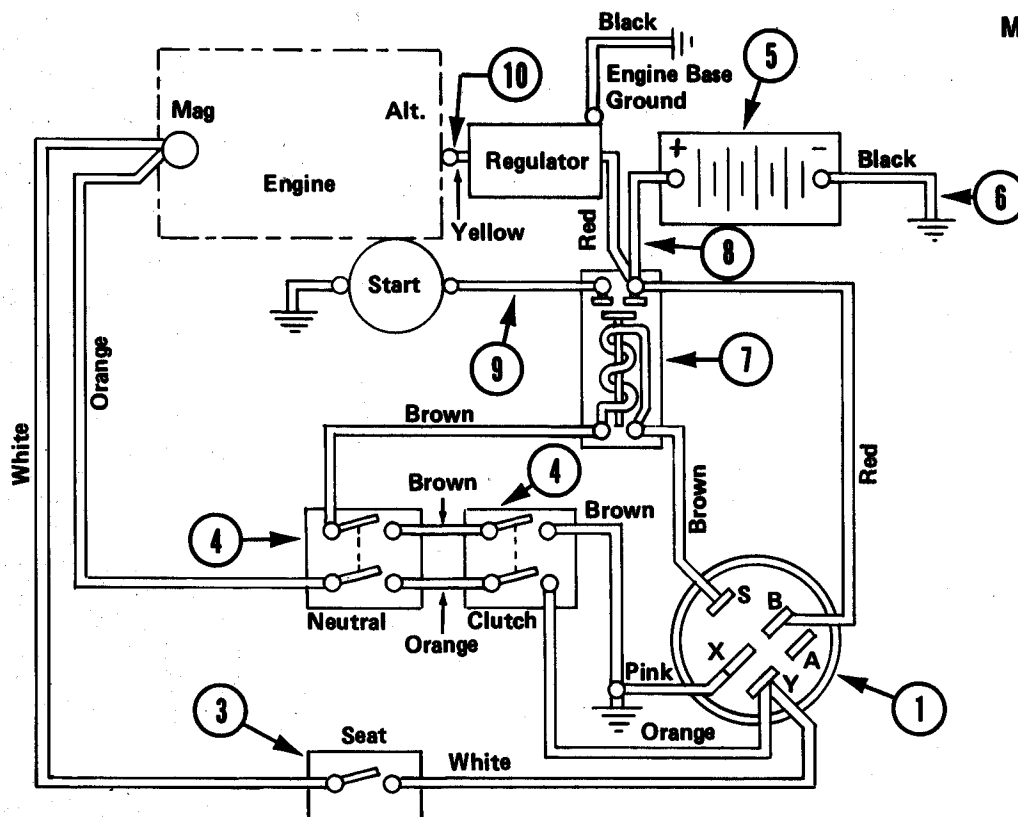 Black
M
5
10
Engine Base
Ground
Mag
Alt.
+
-
Regulator
Black
Engine
6
Yellow
Red
8
Start
9
7
Orange
White
Brown
4
Brown
Brown
Brown
Red
4
S
B
Neutral
Clutch
Orange
X
A
Pink
Y
3
1
Seat
Orange
White